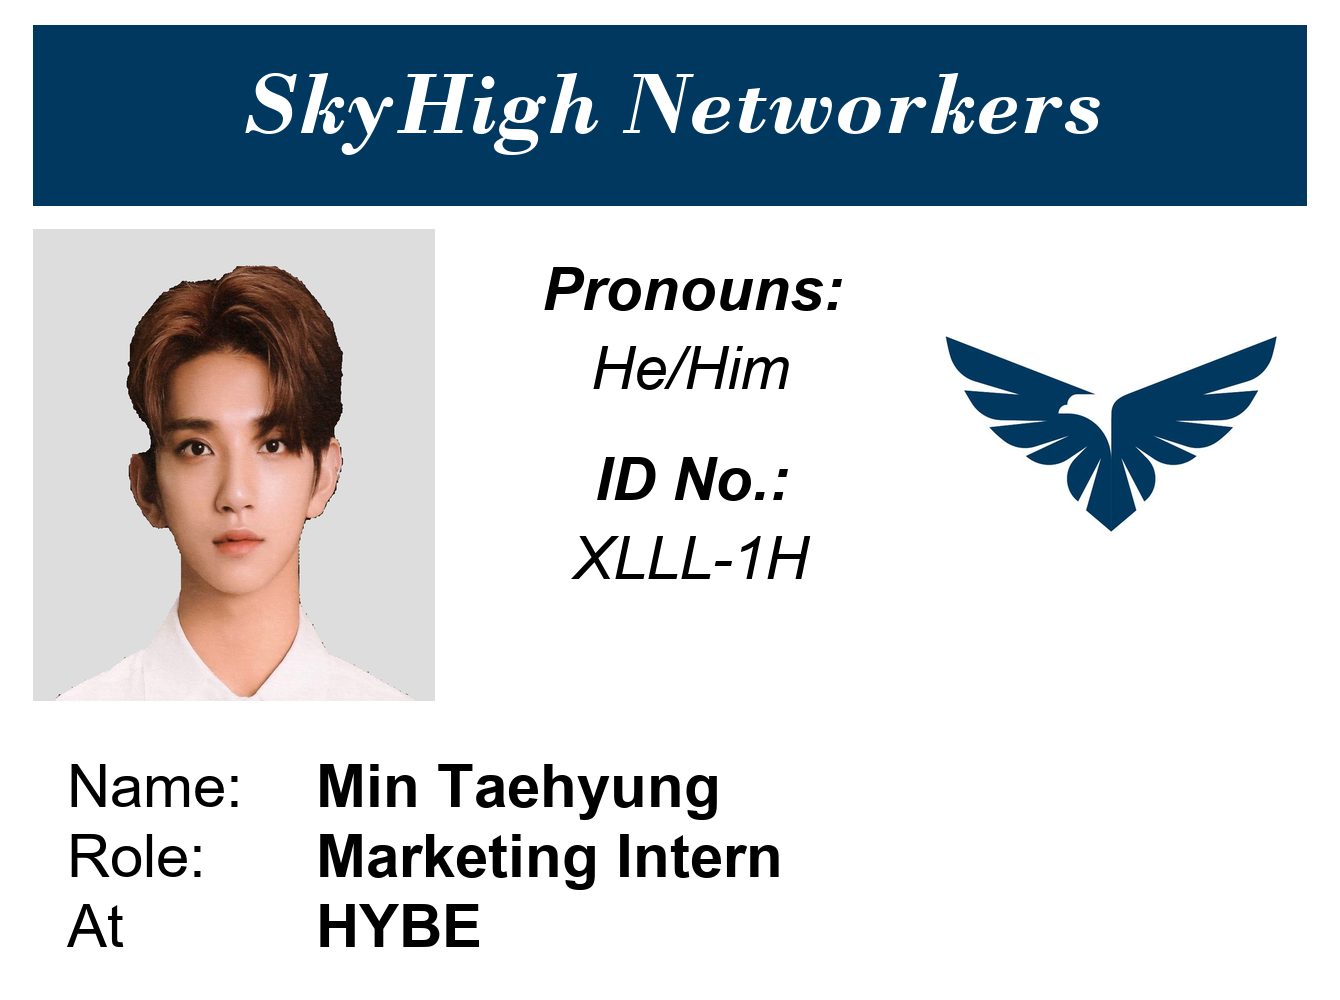 SkyHigh Networkers
Pronouns:
He/Him
ID No.:
XLLL-1H
Name: Min Taehyung
Role: Marketing Intern
At HYBE